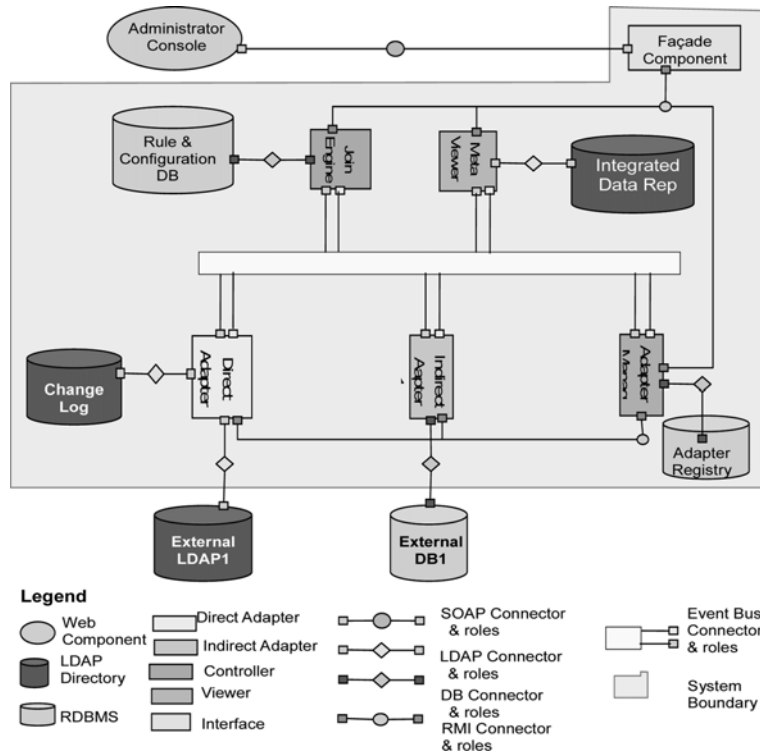 Administrator
Console
Façade
Component
Rule &
Configuration
DB
Join
Engine
Meta
Viewer
Integrated
Data Rep
Change
Log
Direct
Adapter
Indirect
Aapter
Adapter
Adapter
Registry
External
LDAP1
External
DB1
Legend
Web
Component
LDAP
Directory
RDBMS
Direct Adapter
Indirect Adapter
Controller
Viewer
Interface
SOAP Connector
& roles
LDAP Connector
& roles
DB Connector
& roles
RMI Connector
& roles
Event Bus
Connector
& roles
System
Boundary